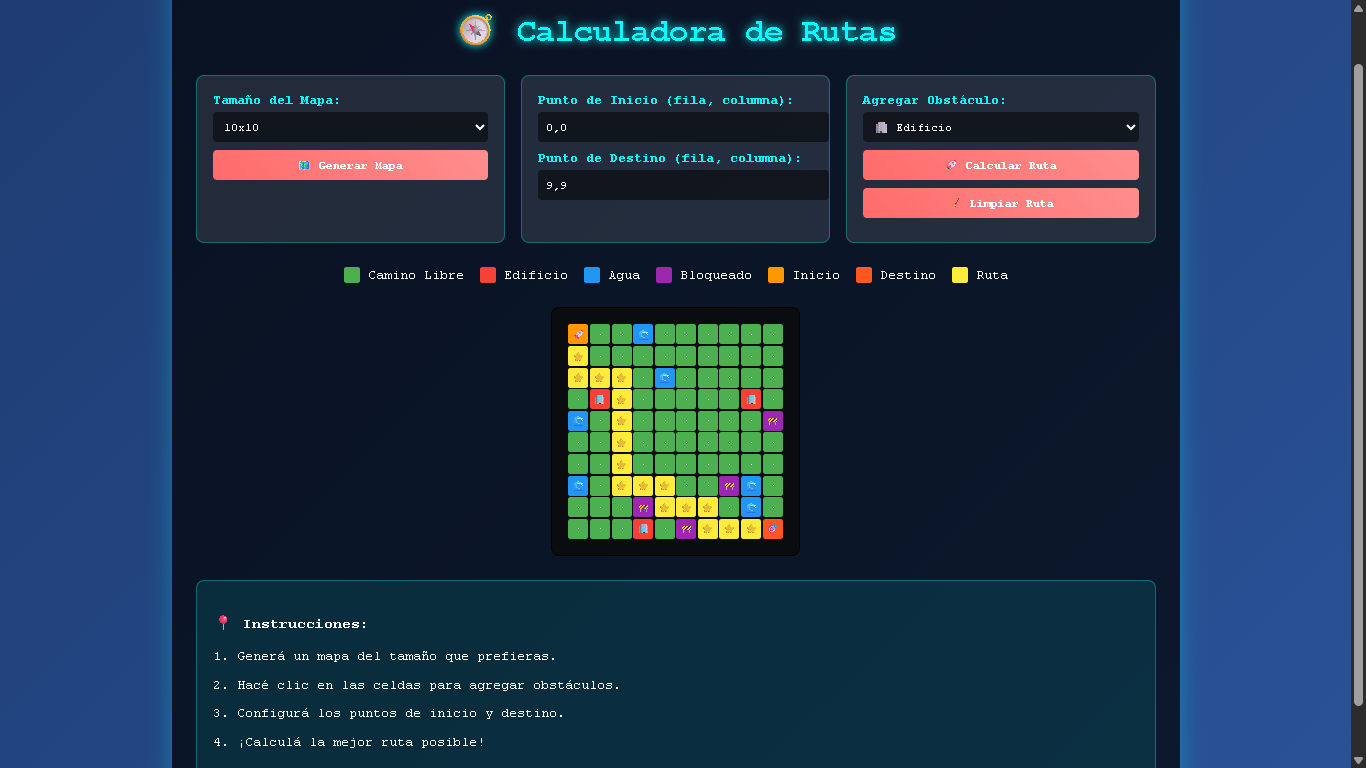 Calculadora de Rutas
Tamaño del Mapa:
10x10
Generar Mapa
Punto de Inicio (fila, columna):
0,0
Punto de Destino (fila, columna):
9,9
Agregar Obstáculo:
Edificio
Calcular Ruta
Limpiar Ruta
Camino Libre
Edificio
Agua
Bloqueado
Inicio
Destino
Ruta
Instrucciones:
1. Generá un mapa del tamaño que prefieras.
2. Hacé clic en las celdas para agregar obstáculos.
3. Configurá los puntos de inicio y destino.
4. ¡Calculá la mejor ruta posible!